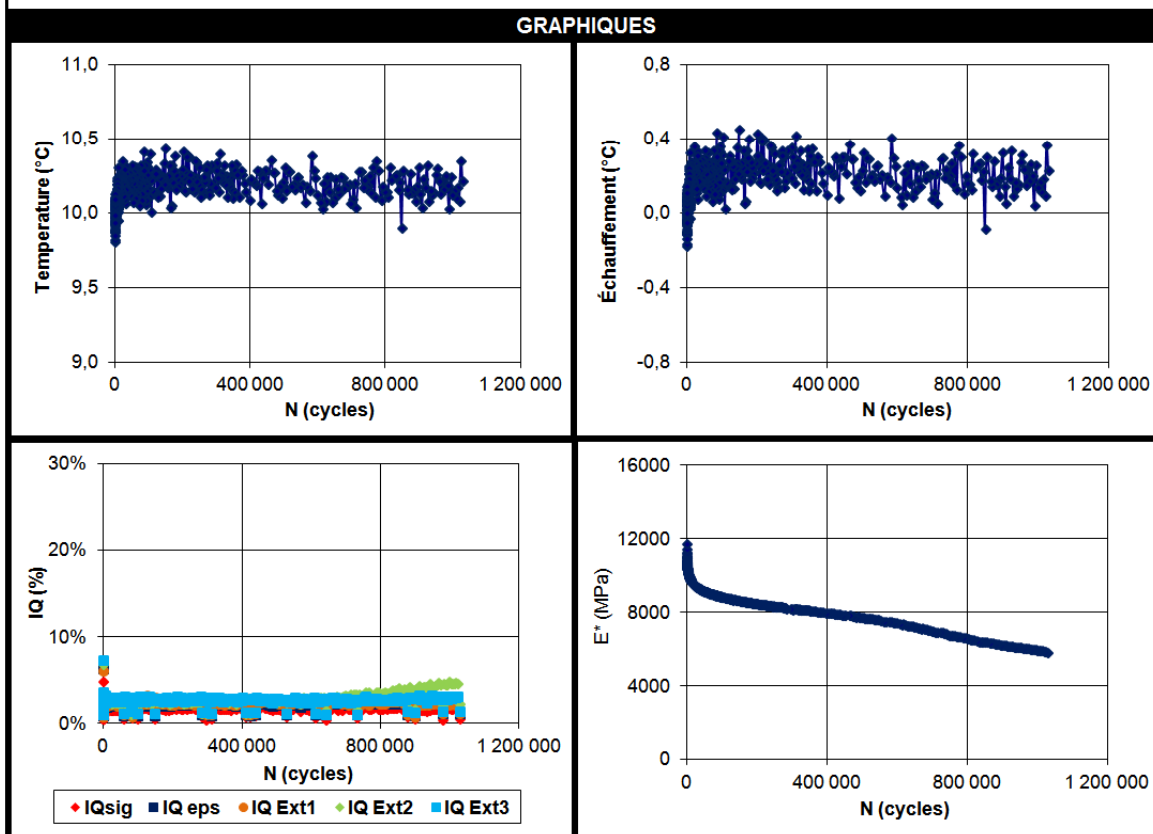 GRAPHIQUES
Temperature (°C)
11,0
10,5
10,0
9,5
9,0
0
400 000
800 000
1 200 000
N (cycles)
Échauffement (°C)
0,8
0,4
0,0
-0,4
-0,8
0
400 000
800 000
1 200 000
N (cycles)
IQ (%)
30%
20%
10%
0%
0
400 000
800 000
1 200 000
N (cycles)
IQsig IQ eps IQ Ext1 IQ Ext2 IQ Ext3
E* (MPa)
16000
12000
8000
4000
0
0
400 000
800 000
1 200 000
N (cycles)